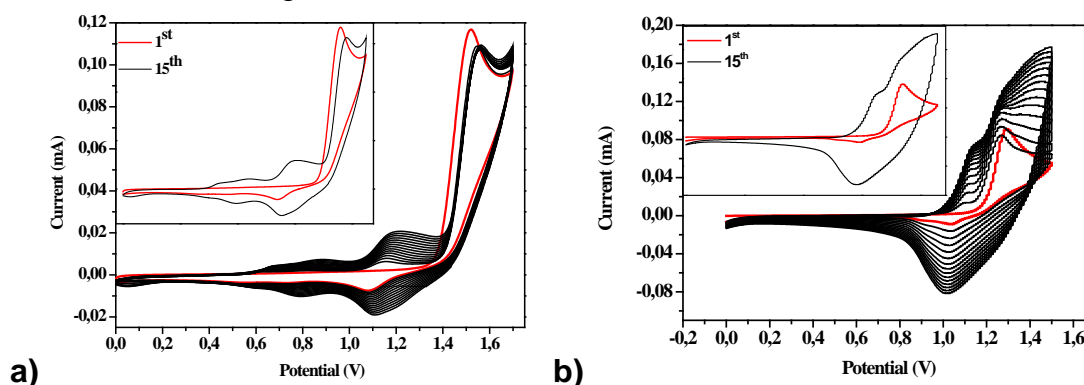 0,12
0,10
0,08
0,06
0,04
0,02
0,00
-0,02
Current (mA)
1st
15th
0,0 0,2 0,4 0,6 0,8 1,0 1,2 1,4 1,6
Potential (V)
a)
0,20
0,16
0,12
0,08
0,04
0,00
-0,04
-0,08
Current (mA)
1st
15th
-0,2 0,0 0,2 0,4 0,6 0,8 1,0 1,2 1,4 1,6
Potential (V)
b)